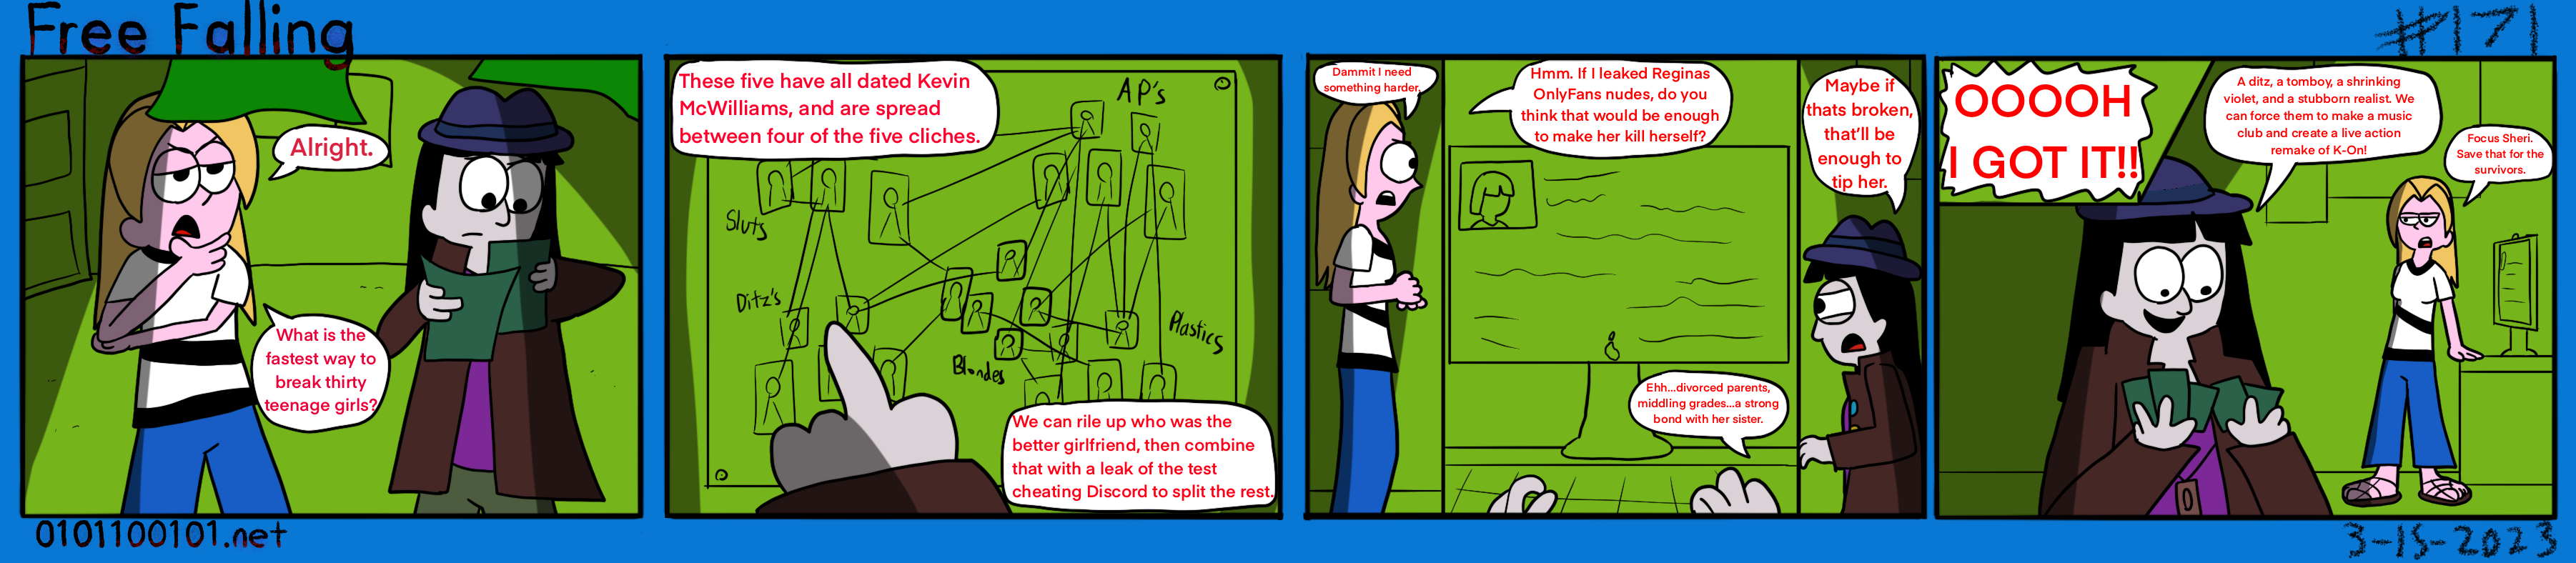 Free Falling
#171
Alright.
What is the
fastest way to
break thirty
teenage girls?
These five have all dated Kevin
McWilliams, and are spread
between four of the five cliches.
AP's
Sluts
Ditz's
Plastics
Blondes
We can rile up who was the
better girlfriend, then combine
that with a leak of the test
cheating Discord to split the rest.
Dammit I need
something harder.
Hmm. If I leaked Reginas
OnlyFans nudes, do you
think that would be enough
to make her kill herself?
Ehh...divorced parents,
middling grades...a strong
bond with her sister.
Maybe if
thats broken,
that'll be
enough to
tip her.
OOOOH
I GOT IT!!
A ditz, a tomboy, a shrinking
violet, and a stubborn realist. We
can force them to make a music
club and create a live action
remake of K-On!
Focus Sheri.
Save that for the
survivors.
0101100101.net
3-15-2023